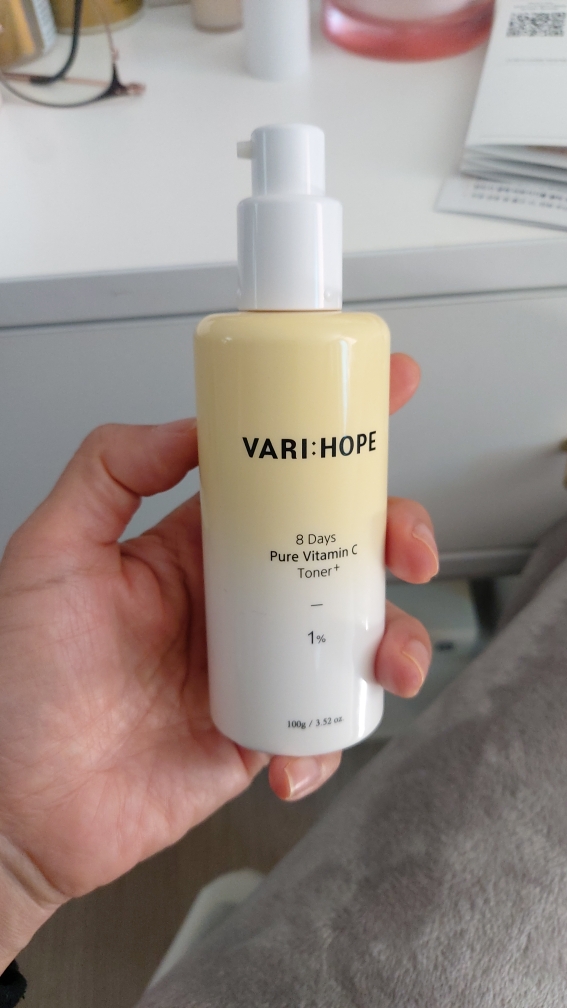 VARI:HOPE
8 Days
Pure Vitamin C
Toner+
1%
100g / 3.52 oz.